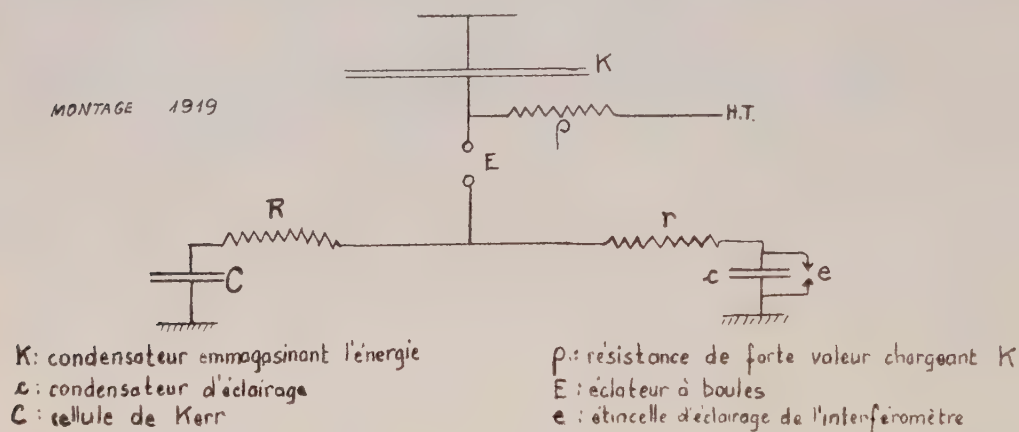 K
MONTAGE 1919
H.T.
ρ
E
R
r
C
c
e
K: condensateur emmagasinant l'énergie
c: condensateur d'éclairage
C: cellule de Kerr
ρ: résistance de forte valeur chargeant K
E: éclateur à boules
e: étincelle d'éclairage de l'interféromètre